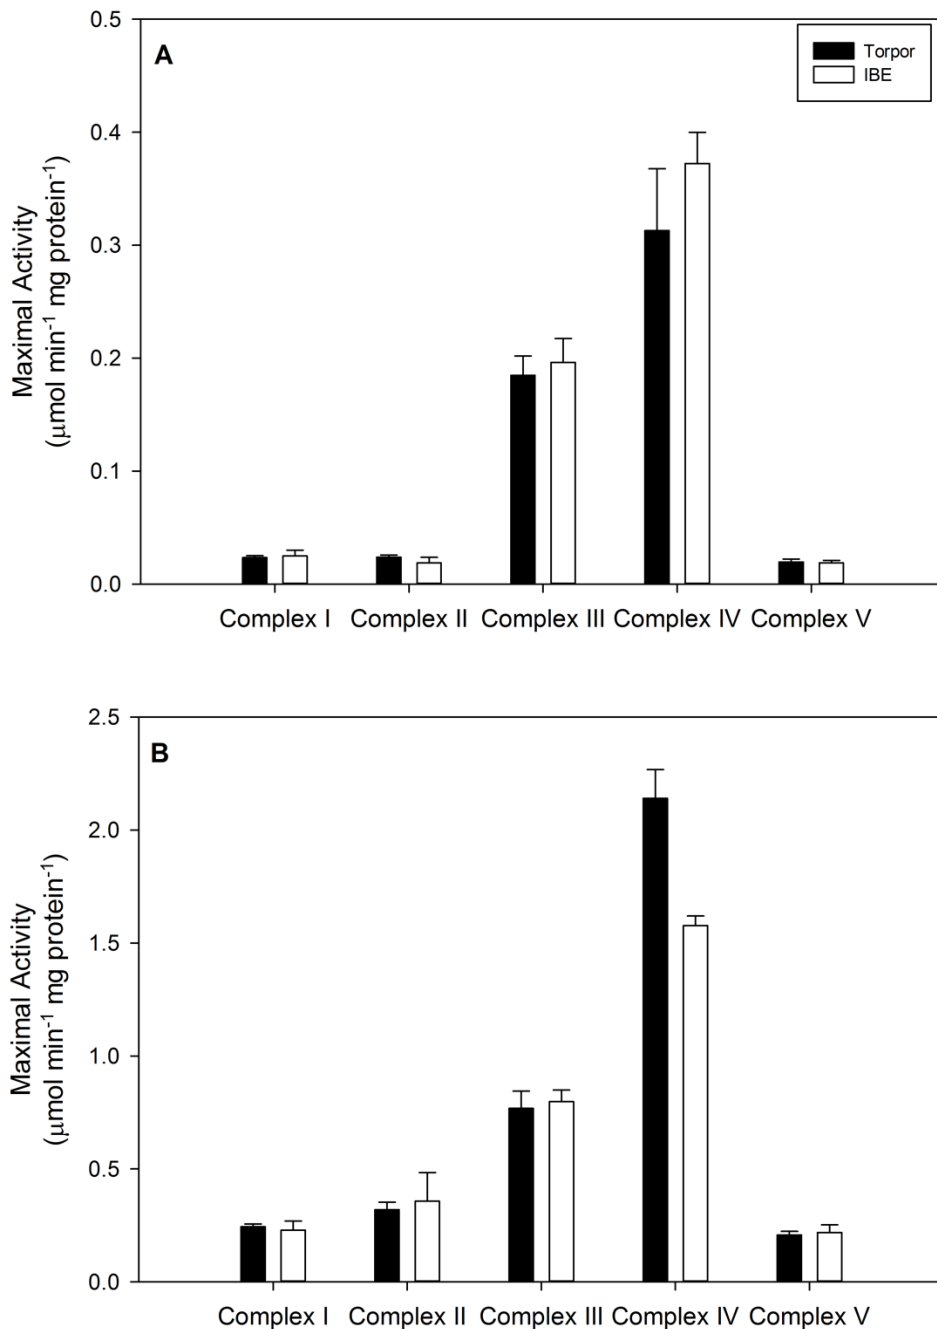 A
Torpor
IBE
Maximal Activity
(μmol min⁻¹ mg protein⁻¹)
0.5
0.4
0.3
0.2
0.1
0.0
Complex I Complex II Complex III Complex IV Complex V
B
Maximal Activity
(μmol min⁻¹ mg protein⁻¹)
2.5
2.0
1.5
1.0
0.5
0.0
Complex I Complex II Complex III Complex IV Complex V